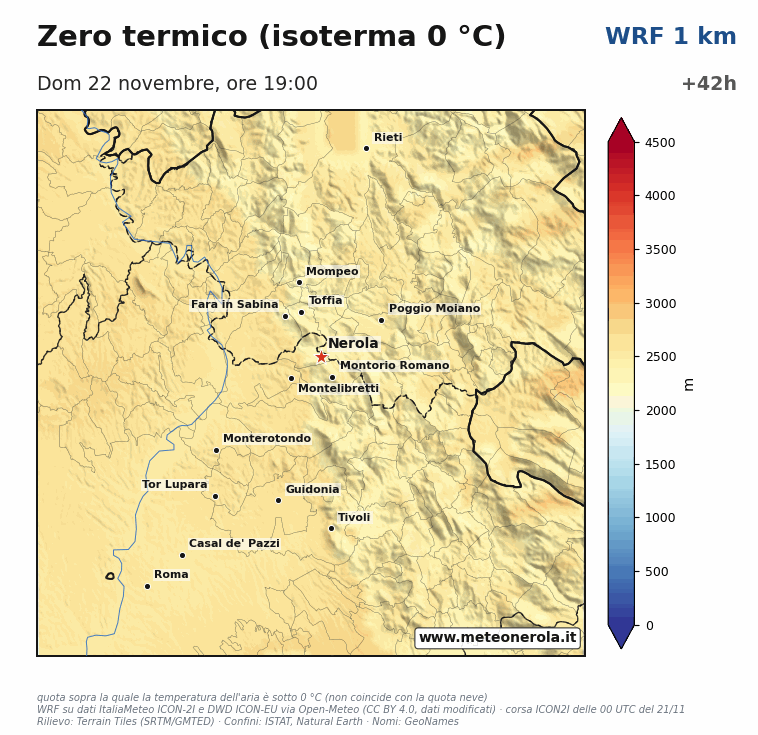 Zero termico (isoterma 0 °C)
WRF 1 km
Dom 22 novembre, ore 19:00
+42h
Rieti
Mompeo
Toffia
Fara in Sabina
Poggio Moiano
Nerola
Montorio Romano
Montelibretti
Monterotondo
Tor Lupara
Guidonia
Tivoli
Casal de' Pazzi
Roma
www.meteonerola.it
4500
4000
3500
3000
2500
2000
1500
1000
500
0
m
quota sopra la quale la temperatura dell'aria è sotto 0 °C (non coincide con la quota neve)
WRF su dati ItaliaMeteo ICON-2I e DWD ICON-EU via Open-Meteo (CC BY 4.0, dati modificati) · corsa ICON2I delle 00 UTC del 21/11
Rilievo: Terrain Tiles (SRTM/GMTED) · Confini: ISTAT, Natural Earth · Nomi: GeoNames